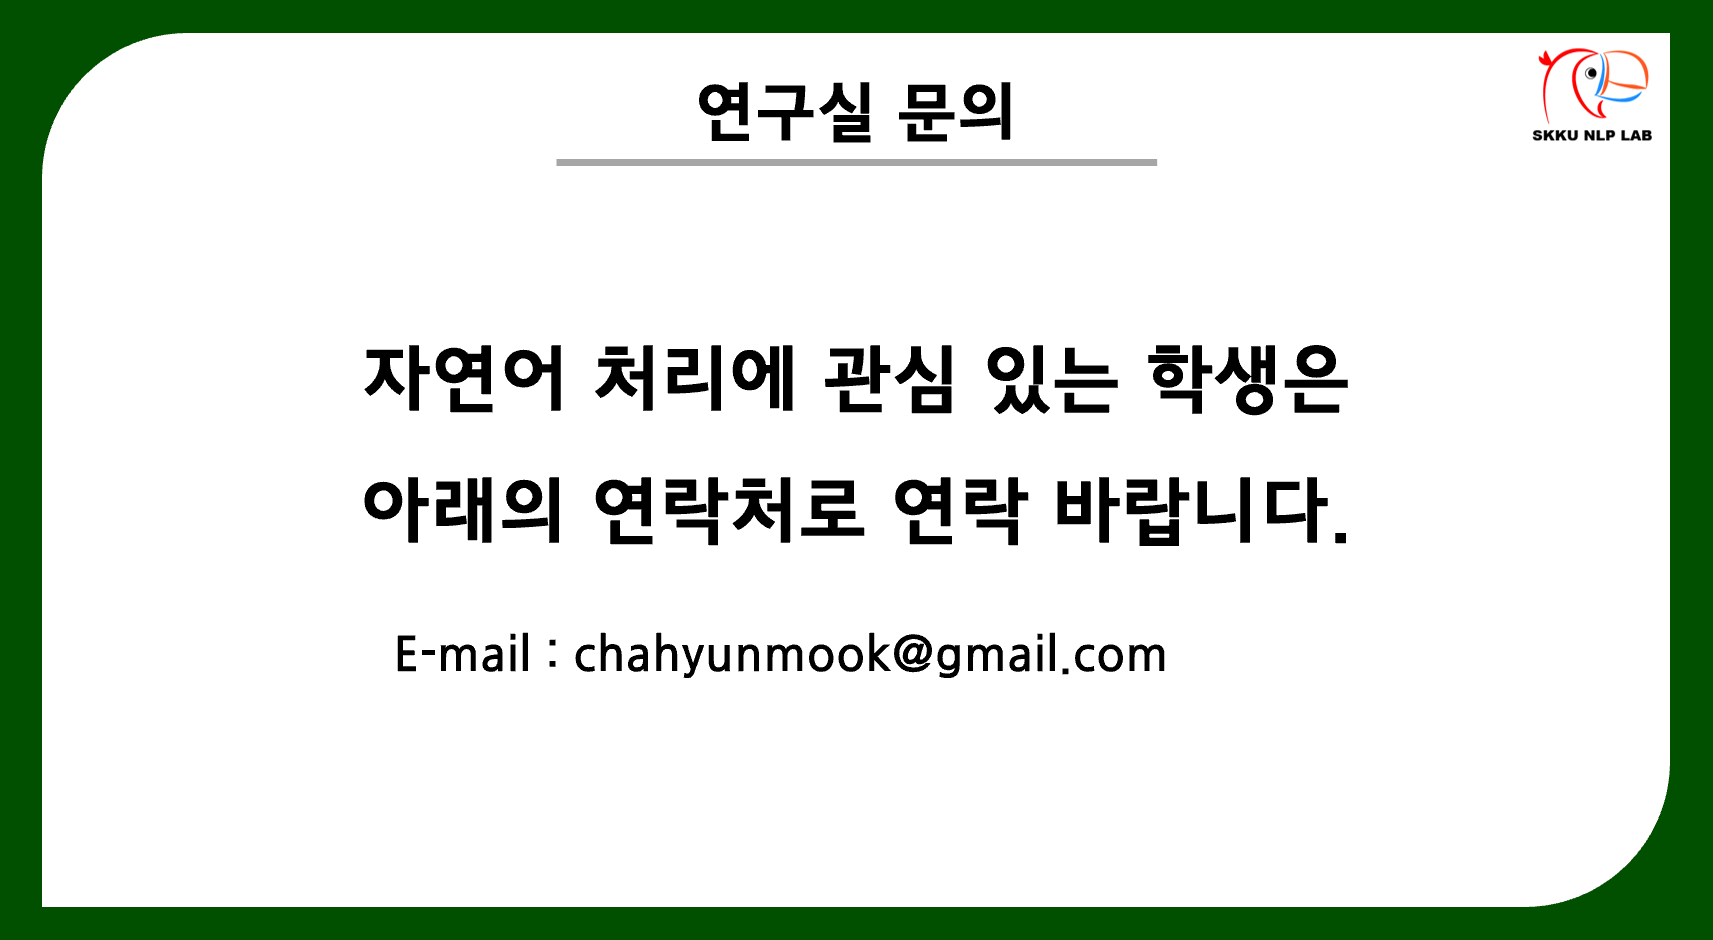 연구실 문의
SKKU NLP LAB
자연어 처리에 관심 있는 학생은
아래의 연락처로 연락 바랍니다.
E-mail : chahyunmook@gmail.com